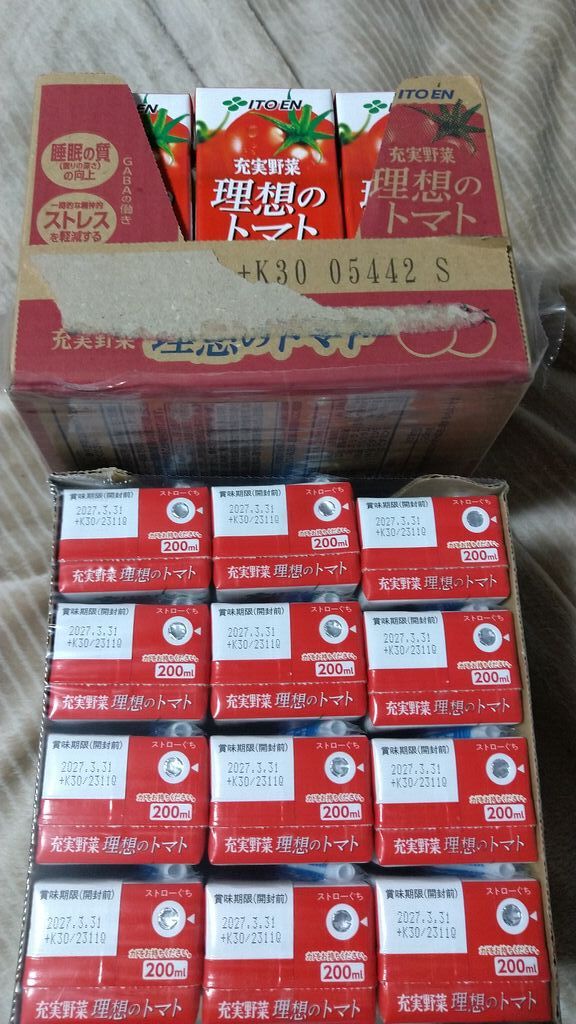 ITO EN
充実野菜
理想の
トマト
ITO EN
充実野菜
理想の
トマト
睡眠の質
(眠りの深さ)
の向上
GABAの働き
一時的な精神的
ストレス
を軽減する
+K30 05442 S
充実野菜 理想のトマト
賞味期限(開封前)
2027.3.31
+K30/2311Q
ストローぐち
200ml
充実野菜 理想のトマト
賞味期限(開封前)
2027.3.31
+K30/2311Q
ストローぐち
200ml
充実野菜 理想のトマト
賞味期限(開封前)
2027.3.31
+K30/2311Q
ストローぐち
200ml
充実野菜 理想のトマト
賞味期限(開封前)
2027.3.31
+K30/2311Q
ストローぐち
200ml
充実野菜 理想のトマト
賞味期限(開封前)
2027.3.31
+K30/2311Q
ストローぐち
200ml
充実野菜 理想のトマト
賞味期限(開封前)
2027.3.31
+K30/2311Q
ストローぐち
200ml
充実野菜 理想のトマト
賞味期限(開封前)
2027.3.31
+K30/2311Q
ストローぐち
200ml
充実野菜 理想のトマト
賞味期限(開封前)
2027.3.31
+K30/2311Q
ストローぐち
200ml
充実野菜 理想のトマト
賞味期限(開封前)
2027.3.31
+K30/2311Q
ストローぐち
200ml
充実野菜 理想のトマト
賞味期限(開封前)
2027.3.31
+K30/2311Q
ストローぐち
200ml
充実野菜 理想のトマト
賞味期限(開封前)
2027.3.31
+K30/2311Q
ストローぐち
200ml
充実野菜 理想のトマト
賞味期限(開封前)
2027.3.31
+K30/2311Q
ストローぐち
200ml
充実野菜 理想のトマト